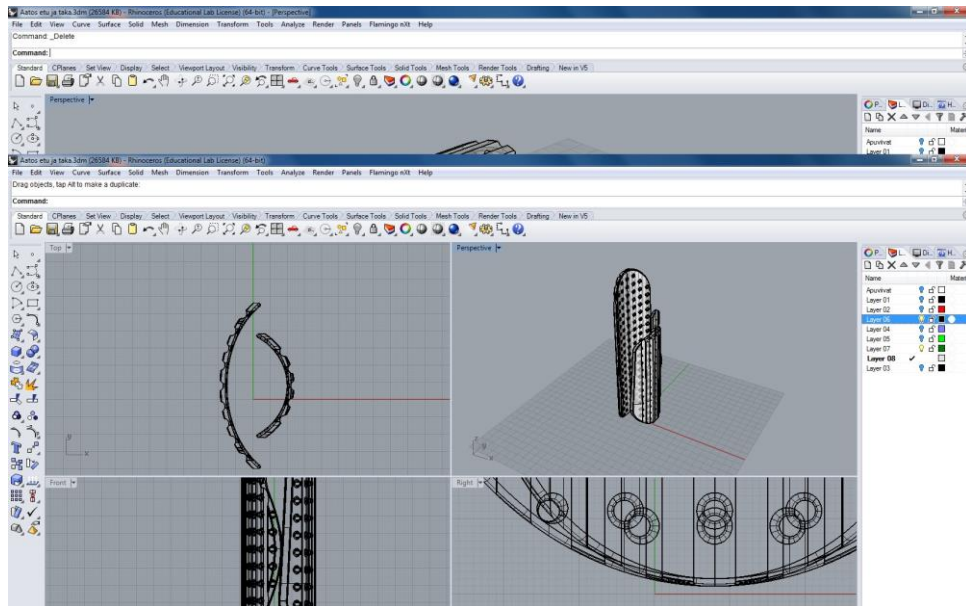 Aatos etu ja taka.3dm (26584 KB) - Rhinoceros (Educational Lab License) (64-bit) - [Perspective]
File Edit View Curve Surface Solid Mesh Dimension Transform Tools Analyze Render Panels Flamingo nXt Help
Command: _Delete
Command:
Standard CPlanes Set View Display Select Viewport Layout Visibility Transform Curve Tools Surface Tools Solid Tools Mesh Tools Render Tools Drafting New in V5
Perspective
P.. L.. Di.. H..
Name Mater
Apuviivat
Layer 01
Aatos etu ja taka.3dm (26584 KB) - Rhinoceros (Educational Lab License) (64-bit)
File Edit View Curve Surface Solid Mesh Dimension Transform Tools Analyze Render Panels Flamingo nXt Help
Drag objects, tap Alt to make a duplicate:
Command:
Standard CPlanes Set View Display Select Viewport Layout Visibility Transform Curve Tools Surface Tools Solid Tools Mesh Tools Render Tools Drafting New in V5
Top
Perspective
P.. L.. Di.. H..
Name Mater
Apuviivat
Layer 01
Layer 02
Layer 06
Layer 04
Layer 05
Layer 07
Layer 08
Layer 03
y
x
Front
Right